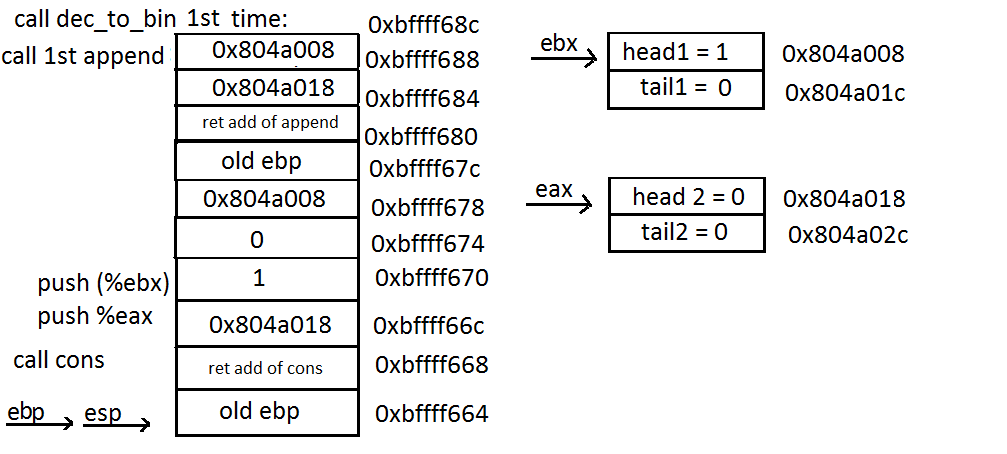 call dec_to_bin 1st time: 0xbffff68c
call 1st append 0x804a008 0xbffff688
0x804a018 0xbffff684
ret add of append 0xbffff680
old ebp 0xbffff67c
0x804a008 0xbffff678
0 0xbffff674
push (%ebx) 1 0xbffff670
push %eax 0x804a018 0xbffff66c
call cons ret add of cons 0xbffff668
ebp esp old ebp 0xbffff664
ebx head1 = 1 0x804a008
tail1 = 0 0x804a01c
eax head 2 = 0 0x804a018
tail2 = 0 0x804a02c